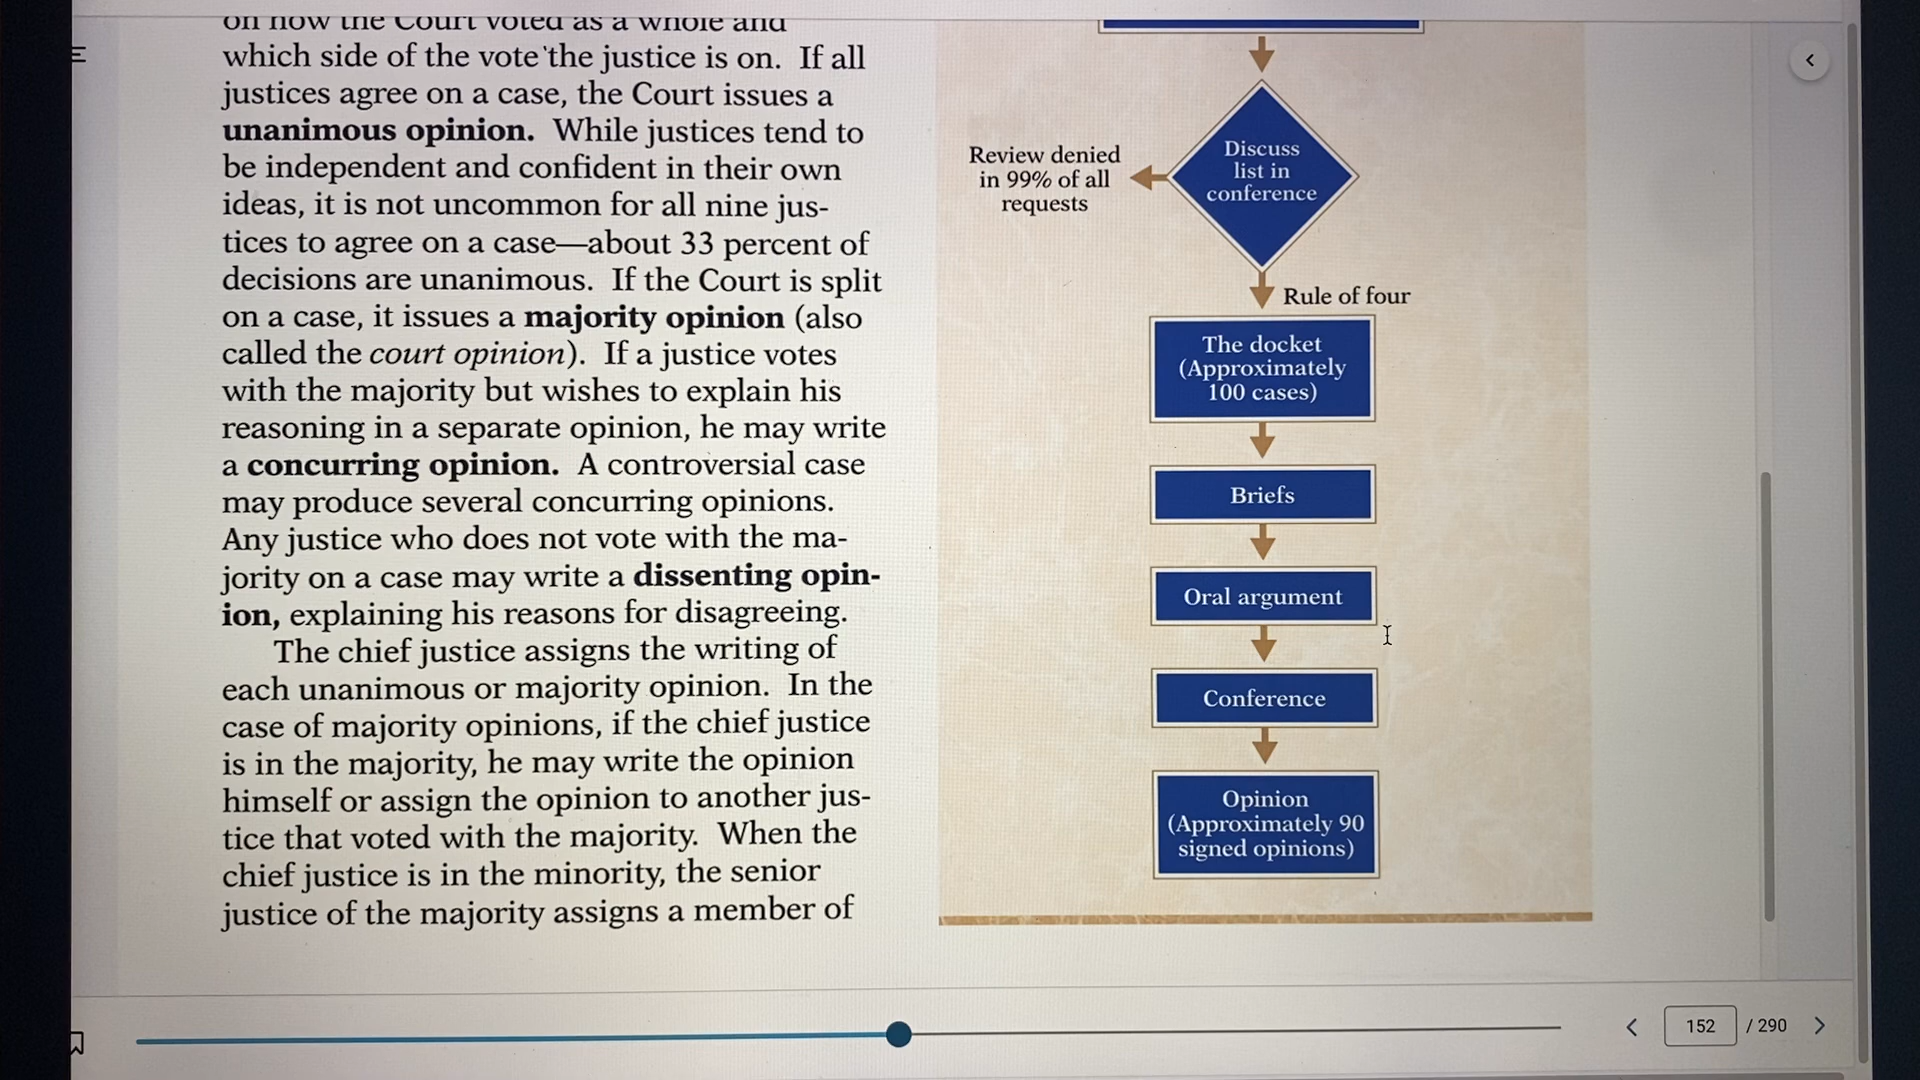 on how the Court voted as a whole and
which side of the vote the justice is on. If all
justices agree on a case, the Court issues a
unanimous opinion. While justices tend to
be independent and confident in their own
ideas, it is not uncommon for all nine jus-
tices to agree on a case—about 33 percent of
decisions are unanimous. If the Court is split
on a case, it issues a majority opinion (also
called the court opinion). If a justice votes
with the majority but wishes to explain his
reasoning in a separate opinion, he may write
a concurring opinion. A controversial case
may produce several concurring opinions.
Any justice who does not vote with the ma-
jority on a case may write a dissenting opin-
ion, explaining his reasons for disagreeing.
The chief justice assigns the writing of
each unanimous or majority opinion. In the
case of majority opinions, if the chief justice
is in the majority, he may write the opinion
himself or assign the opinion to another jus-
tice that voted with the majority. When the
chief justice is in the minority, the senior
justice of the majority assigns a member of
Discuss
list in
conference
Review denied
in 99% of all
requests
Rule of four
The docket
(Approximately
100 cases)
Briefs
Oral argument
Conference
Opinion
(Approximately 90
signed opinions)
152 / 290